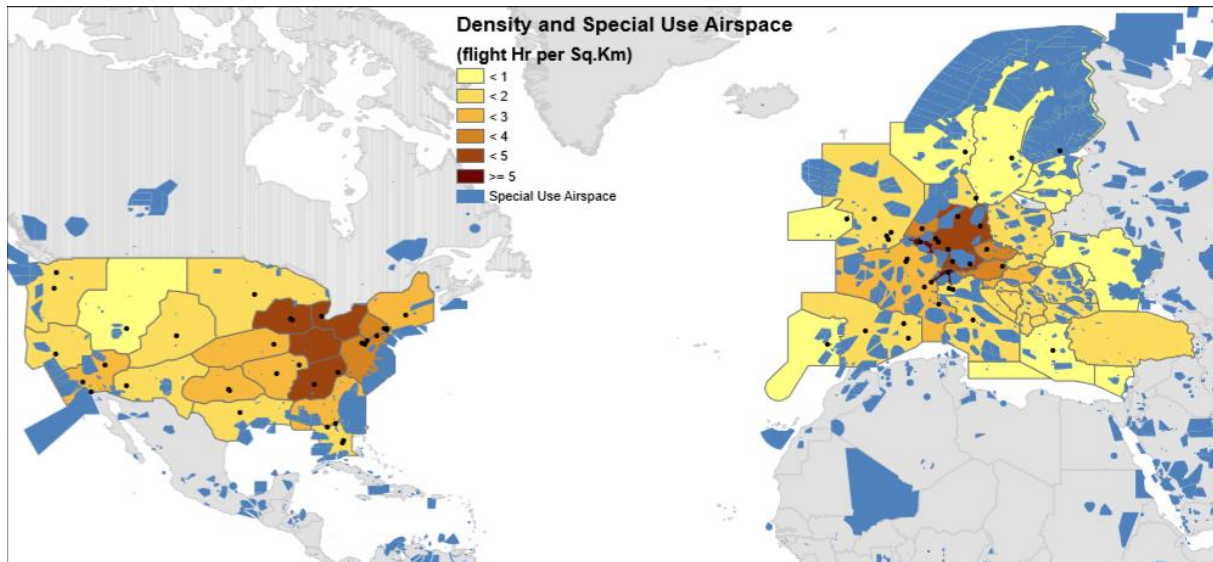 Density and Special Use Airspace
(flight Hr per Sq.Km)
< 1
< 2
< 3
< 4
< 5
>= 5
Special Use Airspace